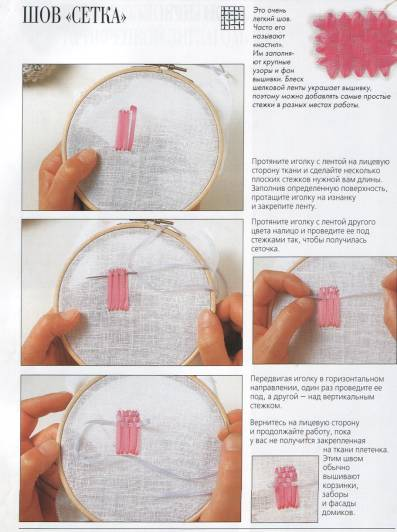 ШОВ «СЕТКА»
Это очень
легкий шов.
Часто его
называют
«настил».
Им заполня-
ют крупные
узоры и фон
вышивки. Блеск
шелковой ленты украшает вышивку,
поэтому можно добавлять самые простые
стежки в разных местах работы.
Протяните иголку с лентой на лицевую
сторону ткани и сделайте несколько
плоских стежков нужной вам длины.
Заполнив определенную поверхность,
протащите иголку на изнанку
и закрепите ленту.
Протяните иголку с лентой другого
цвета налицо и проведите ее под
стежками так, чтобы получилась
сеточка.
Передвигая иголку в горизонтальном
направлении, один раз проведите ее
под, а другой – над вертикальным
стежком.
Вернитесь на лицевую сторону
и продолжайте работу, пока
у вас не получится закрепленная
на ткани плетенка.
Этим швом
обычно
вышивают
корзинки,
заборы
и фасады
домиков.